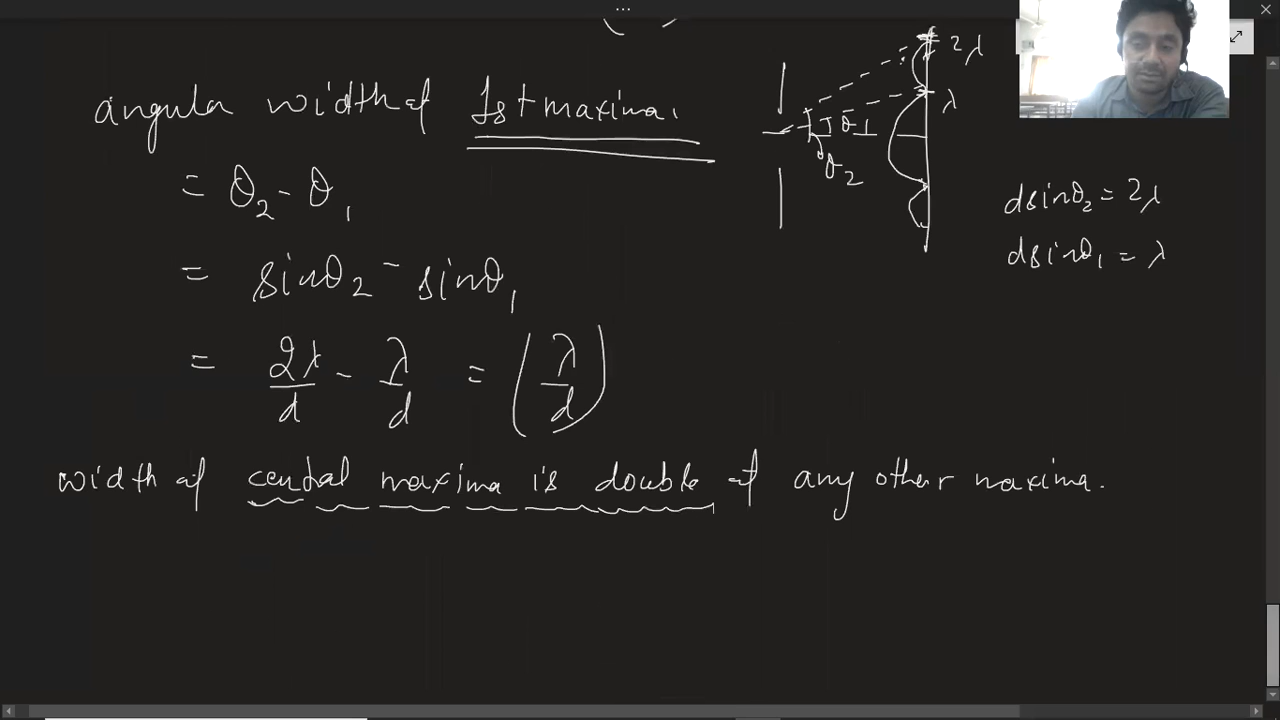 angular width of 1st maxima.
= θ₂ - θ₁
= sinθ₂ - sinθ₁
= 2λ/d - λ/d = (λ/d)
width of central maxima is double of any other maxima.
2λ
λ
θ₁
θ₂
dsinθ₂ = 2λ
dsinθ₁ = λ